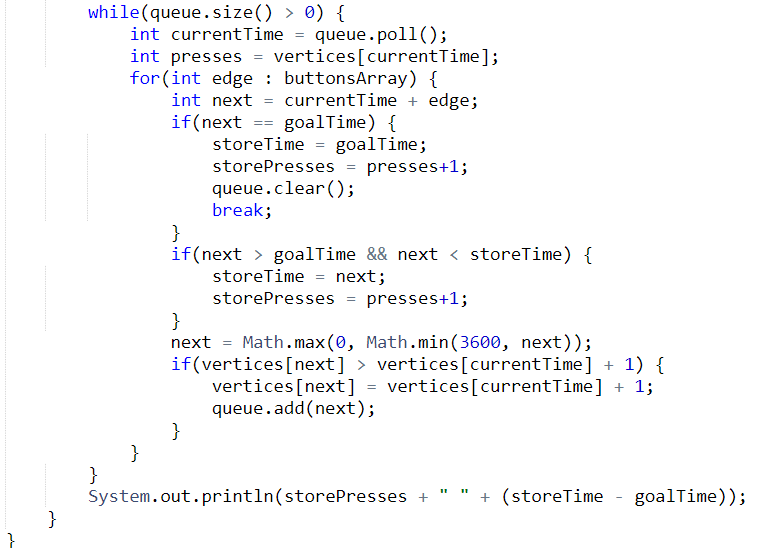 while(queue.size() > 0) {
int currentTime = queue.poll();
int presses = vertices[currentTime];
for(int edge : buttonsArray) {
int next = currentTime + edge;
if(next == goalTime) {
storeTime = goalTime;
storePresses = presses+1;
queue.clear();
break;
}
if(next > goalTime && next < storeTime) {
storeTime = next;
storePresses = presses+1;
}
next = Math.max(0, Math.min(3600, next));
if(vertices[next] > vertices[currentTime] + 1) {
vertices[next] = vertices[currentTime] + 1;
queue.add(next);
}
}
}
System.out.println(storePresses + " " + (storeTime - goalTime));
}
}